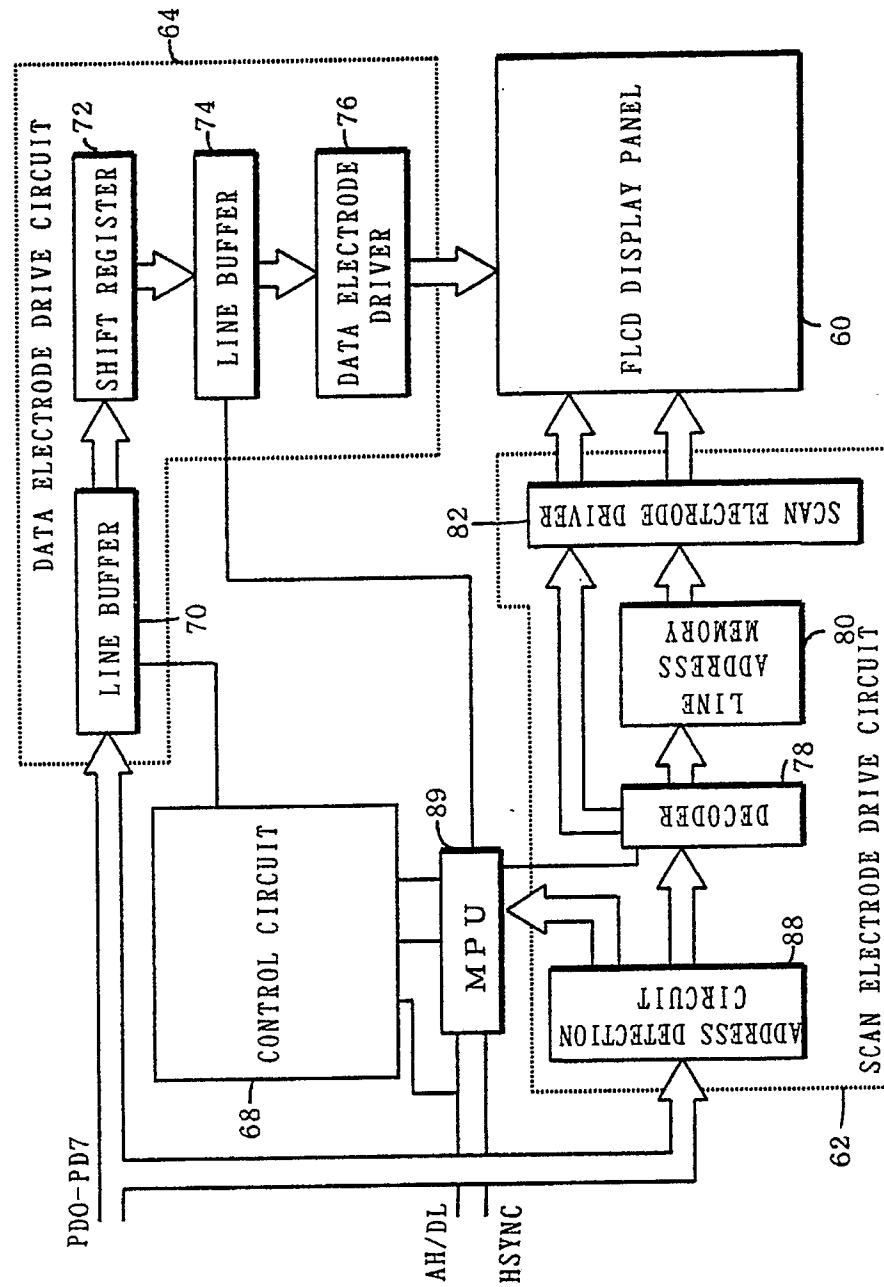 DATA ELECTRODE DRIVE CIRCUIT
64
72
SHIFT REGISTER
74
LINE BUFFER
76
DATA ELECTRODE
DRIVER
LINE BUFFER
70
PD0-PD7
CONTROL CIRCUIT
68
89
MPU
AH/DL
HSYNC
FLCD DISPLAY PANEL
60
82
SCAN ELECTRODE DRIVER
LINE
ADDRESS
MEMORY
80
DECODER
78
ADDRESS DETECTION
CIRCUIT
88
SCAN ELECTRODE DRIVE CIRCUIT
62